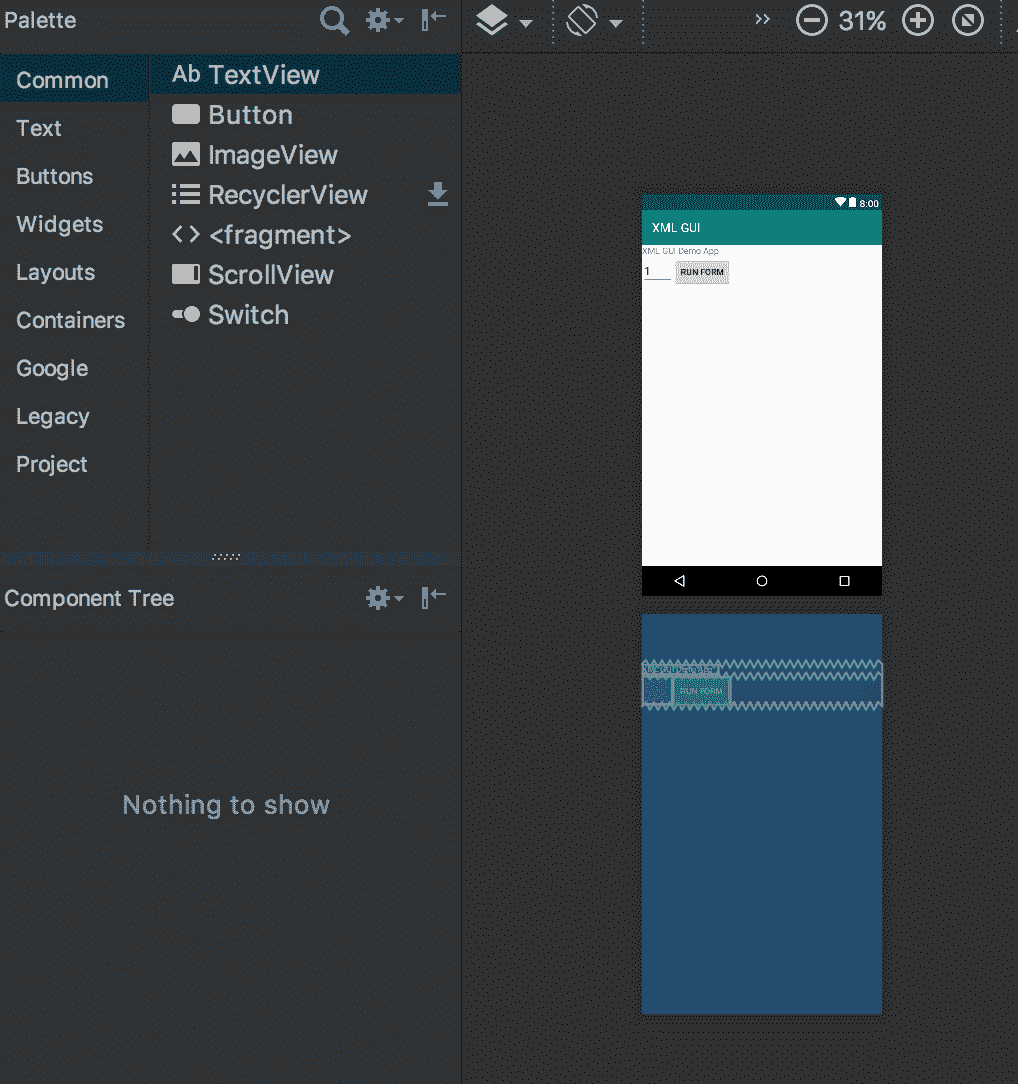 Palette
31%
Common
Text
Buttons
Widgets
Layouts
Containers
Google
Legacy
Project
Ab TextView
Button
ImageView
RecyclerView
<fragment>
ScrollView
Switch
Component Tree
Nothing to show
8:00
XML GUI
XML GUI Demo App
1 RUN FORM
XML GUI Demo App
RUN FORM